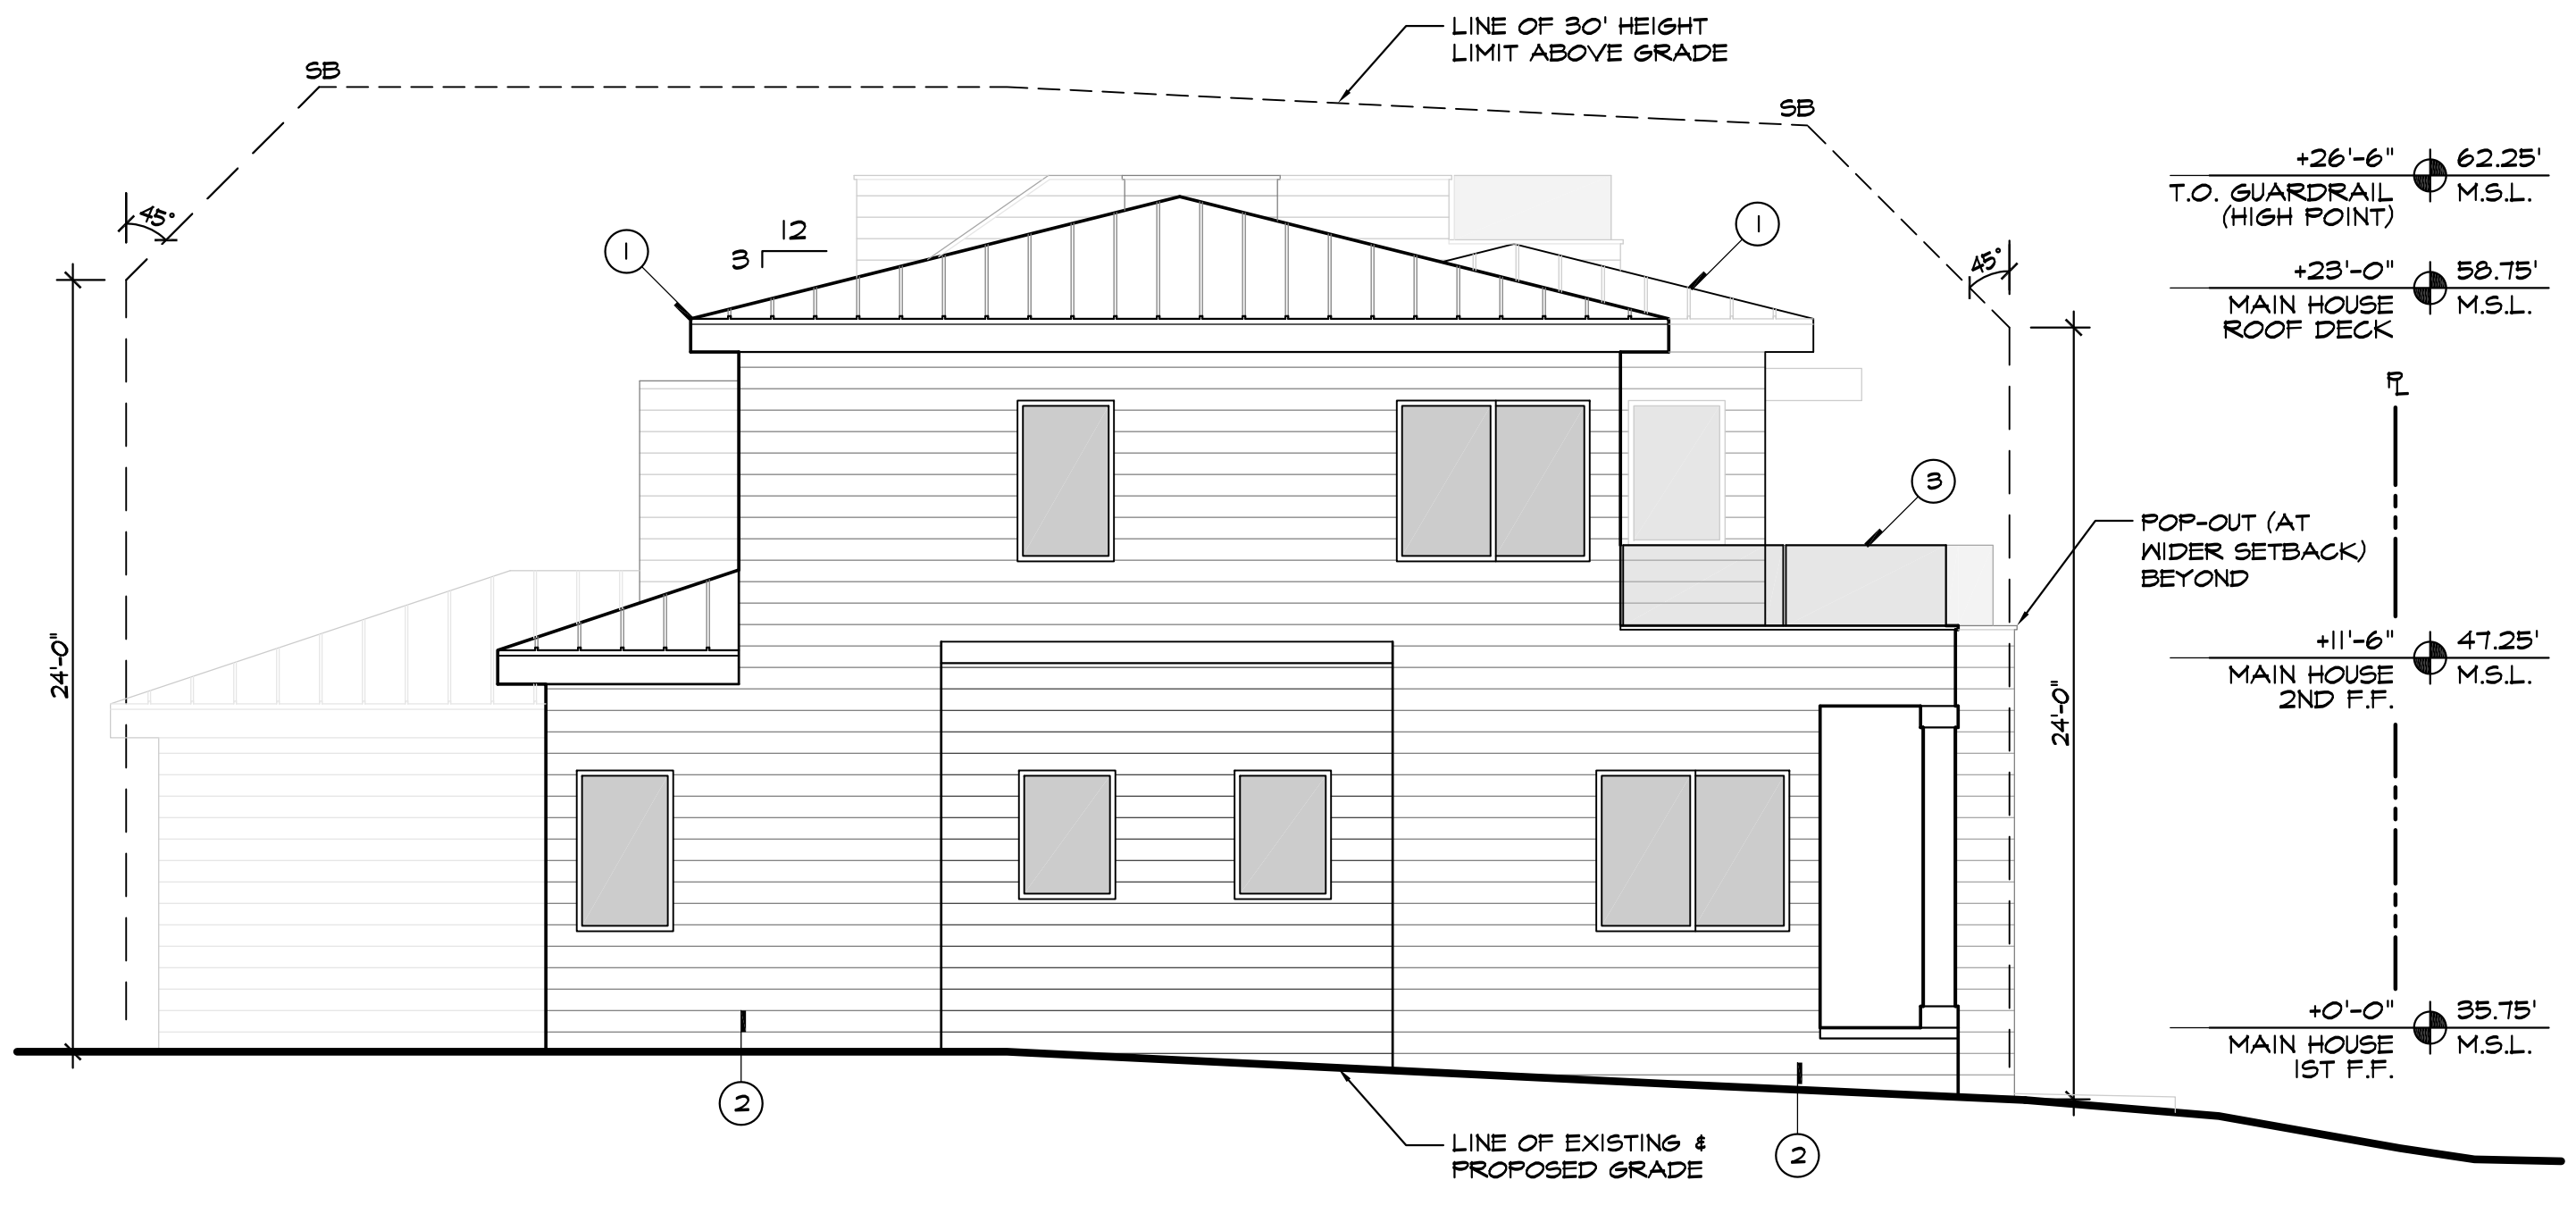 LINE OF 30' HEIGHT
LIMIT ABOVE GRADE
SB
SB
45°
45°
12
3
1
1
3
24'-0"
24'-0"
POP-OUT (AT
WIDER SETBACK)
BEYOND
2
2
LINE OF EXISTING &
PROPOSED GRADE
+26'-6" 62.25'
T.O. GUARDRAIL M.S.L.
(HIGH POINT)
+23'-0" 58.75'
MAIN HOUSE M.S.L.
ROOF DECK
PL
+11'-6" 47.25'
MAIN HOUSE M.S.L.
2ND F.F.
+0'-0" 35.75'
MAIN HOUSE M.S.L.
1ST F.F.